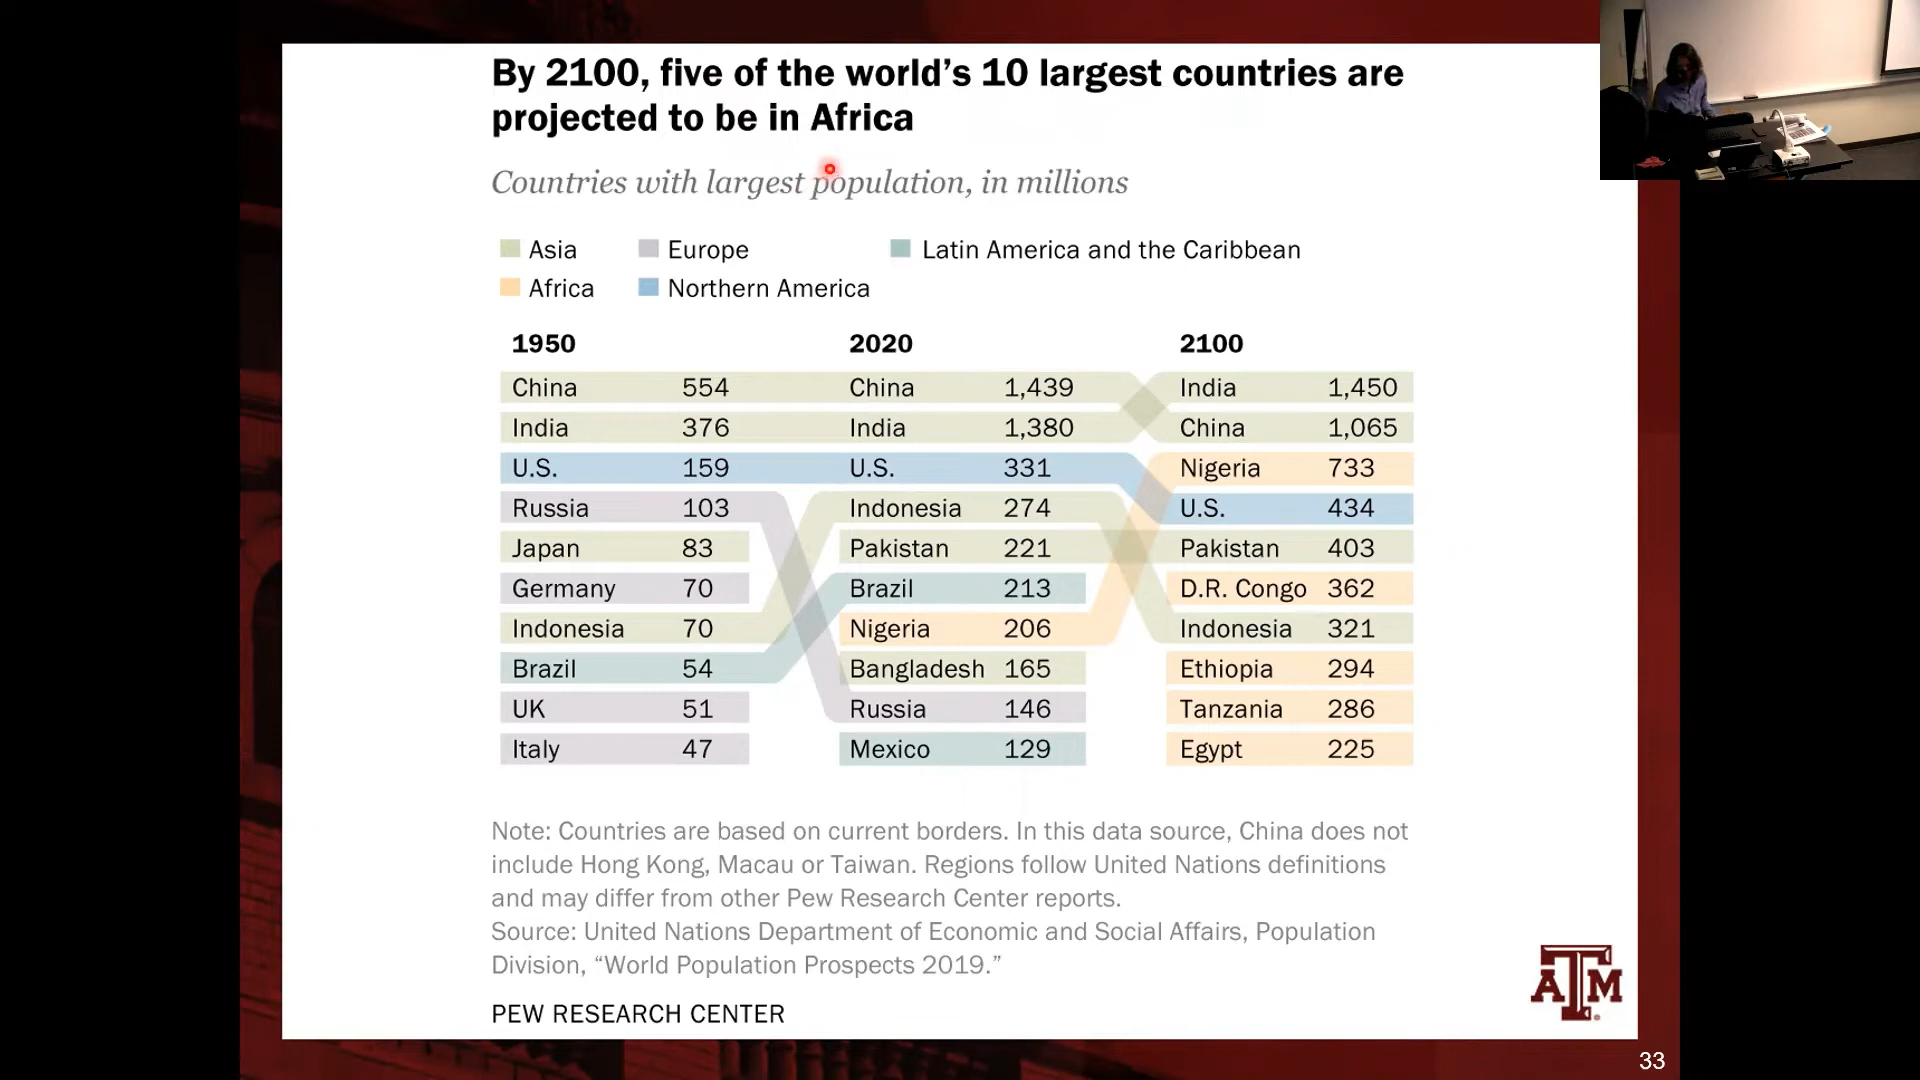 By 2100, five of the world's 10 largest countries are
projected to be in Africa
Countries with largest population, in millions
Asia Europe Latin America and the Caribbean
Africa Northern America
1950 2020 2100
China 554 China 1,439 India 1,450
India 376 India 1,380 China 1,065
U.S. 159 U.S. 331 Nigeria 733
Russia 103 Indonesia 274 U.S. 434
Japan 83 Pakistan 221 Pakistan 403
Germany 70 Brazil 213 D.R. Congo 362
Indonesia 70 Nigeria 206 Indonesia 321
Brazil 54 Bangladesh 165 Ethiopia 294
UK 51 Russia 146 Tanzania 286
Italy 47 Mexico 129 Egypt 225
Note: Countries are based on current borders. In this data source, China does not
include Hong Kong, Macau or Taiwan. Regions follow United Nations definitions
and may differ from other Pew Research Center reports.
Source: United Nations Department of Economic and Social Affairs, Population
Division, “World Population Prospects 2019.”
PEW RESEARCH CENTER
ATM
33